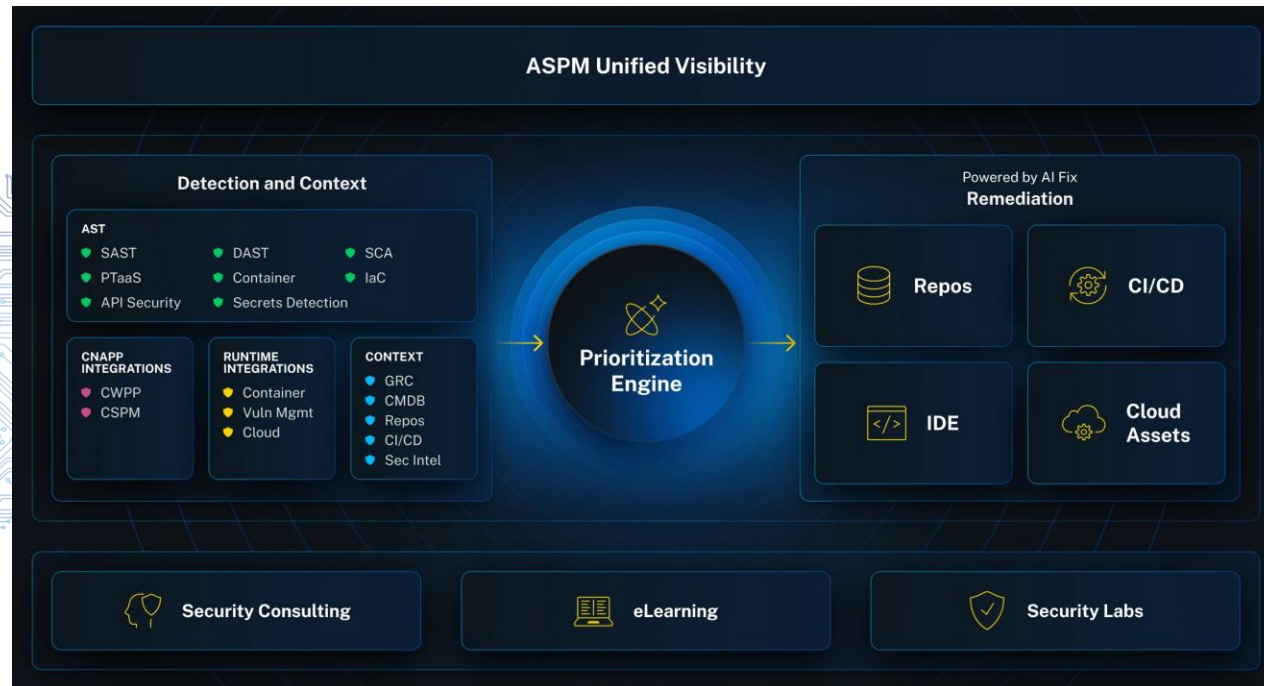 ASPM Unified Visibility
Detection and Context
AST
SAST
DAST
SCA
PTaaS
Container
IaC
API Security
Secrets Detection
CNAPP
INTEGRATIONS
CWPP
CSPM
RUNTIME
INTEGRATIONS
Container
Vuln Mgmt
Cloud
CONTEXT
GRC
CMDB
Repos
CI/CD
Sec Intel
Prioritization
Engine
Powered by AI Fix
Remediation
Repos
CI/CD
</>
IDE
Cloud
Assets
Security Consulting
eLearning
Security Labs